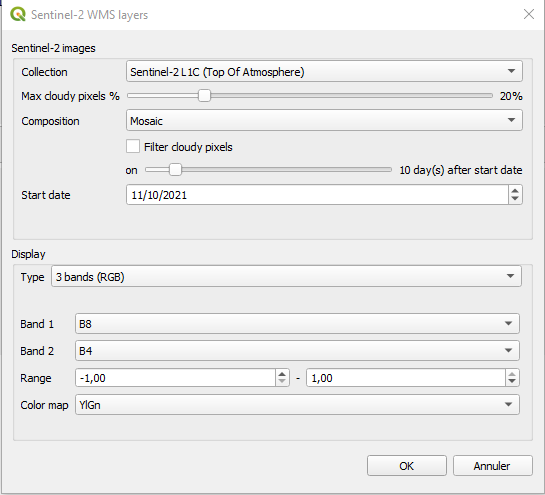 Sentinel-2 WMS layers
Sentinel-2 images
Collection Sentinel-2 L1C (Top Of Atmosphere)
Max cloudy pixels % 20%
Composition Mosaic
Filter cloudy pixels
on 10 day(s) after start date
Start date 11/10/2021
Display
Type 3 bands (RGB)
Band 1 B8
Band 2 B4
Range -1,00 - 1,00
Color map YlGn
OK Annuler